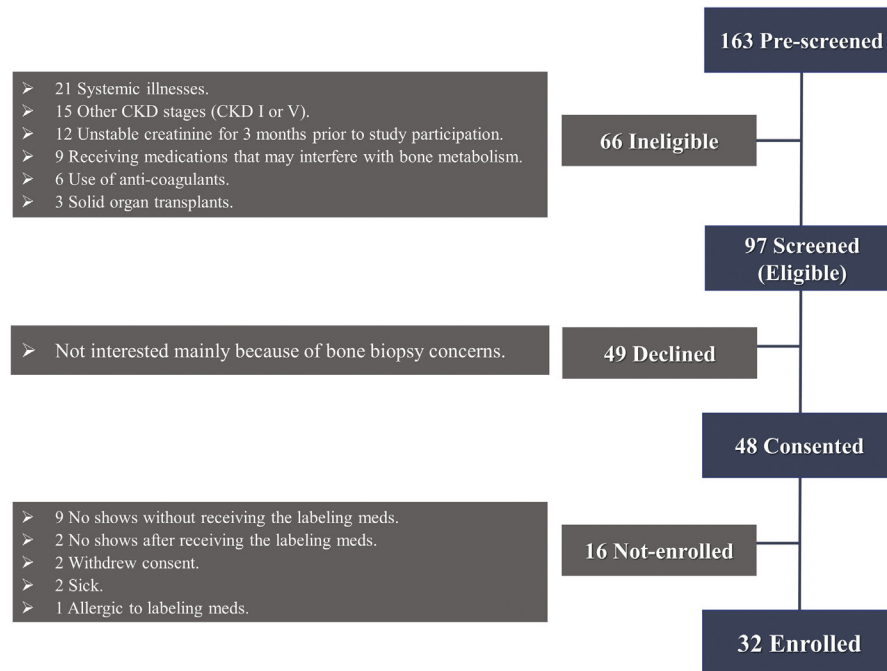 163 Pre-screened
➢ 21 Systemic illnesses.
➢ 15 Other CKD stages (CKD I or V).
➢ 12 Unstable creatinine for 3 months prior to study participation.
➢ 9 Receiving medications that may interfere with bone metabolism.
➢ 6 Use of anti-coagulants.
➢ 3 Solid organ transplants.
66 Ineligible
97 Screened
(Eligible)
➢ Not interested mainly because of bone biopsy concerns.
49 Declined
48 Consented
➢ 9 No shows without receiving the labeling meds.
➢ 2 No shows after receiving the labeling meds.
➢ 2 Withdrew consent.
➢ 2 Sick.
➢ 1 Allergic to labeling meds.
16 Not-enrolled
32 Enrolled